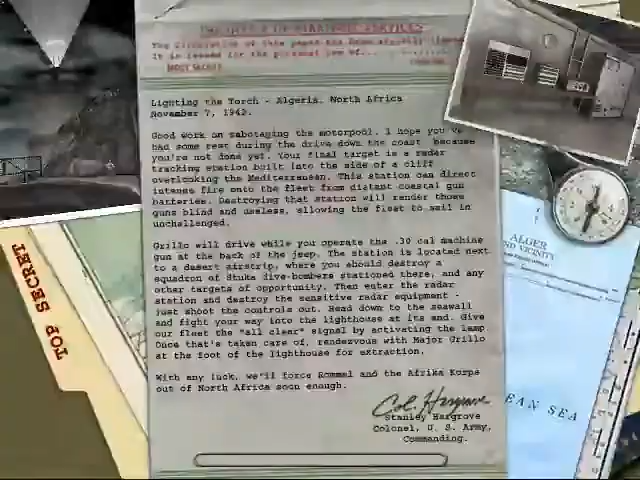 THE OFFICE OF STRATEGIC SERVICES
MOST SECRET
Lighting the Torch - Algeria, North Africa
November 7, 1942.
Good work on sabotaging the motorpool. I hope you've
had some rest during the drive down the coast because
you're not done yet. Your final target is a radar
tracking station built into the side of a cliff
overlooking the Mediterranean. This station can direct
intense fire onto the fleet from distant coastal gun
batteries. Destroying that station will render those
guns blind and useless, allowing the fleet to sail in
unchallenged.
Grillo will drive while you operate the .30 cal machine
gun at the back of the jeep. The station is located next
to a desert airstrip, where you should destroy a
squadron of Stuka dive-bombers stationed there, and any
other targets of opportunity. Then enter the radar
station and destroy the sensitive radar equipment -
just shoot the controls out. Head down to the seawall
and fight your way into the lighthouse at its end. Give
our fleet the "all clear" signal by activating the lamp
Once that's taken care of, rendezvous with Major Grillo
at the foot of the lighthouse for extraction.
With any luck, we'll force Rommel and the Afrika Korps
out of North Africa soon enough.
Col. Hargrove
Stanley Hargrove
Colonel, U. S. Army,
Commanding.
TOP SECRET
ALGER
AND VICINITY
EAN SEA